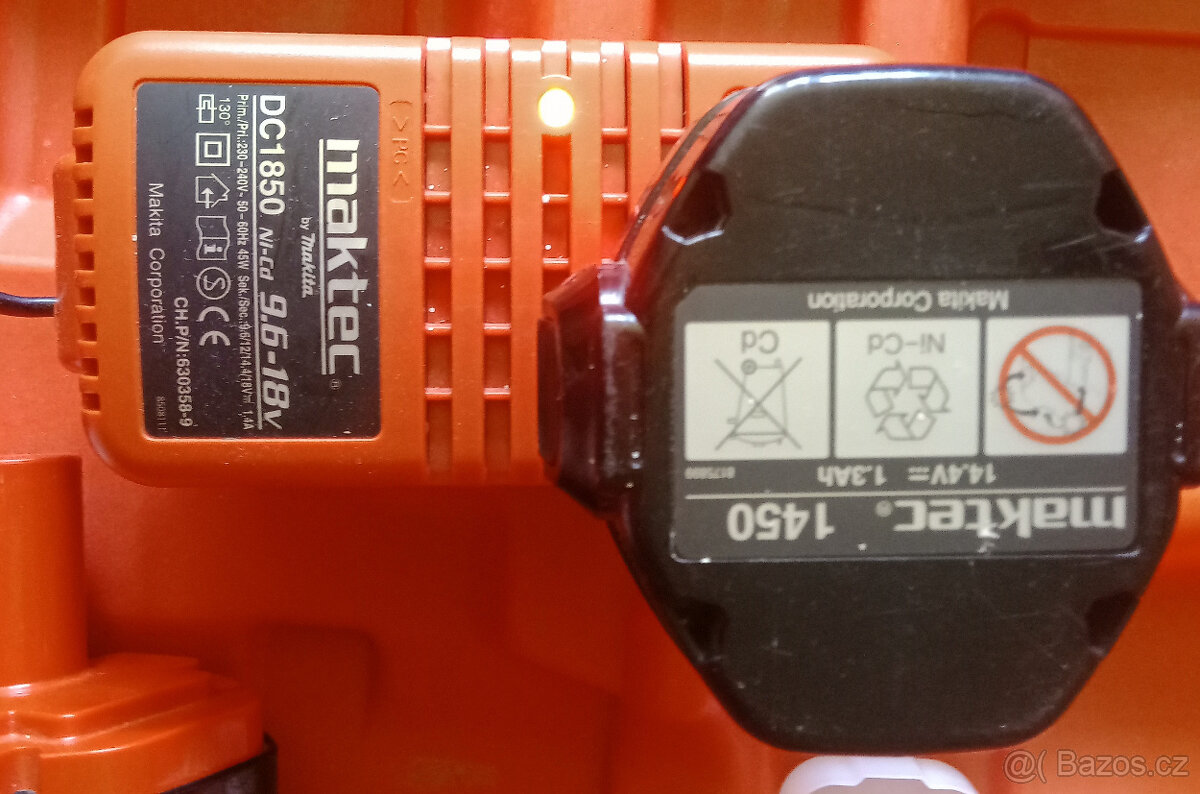 maktec®
by makita
DC1850 Ni-Cd 9.6-18V
Prim./Pri.:230-240V~ 50-60Hz 45W Sek./Sec.:9.6/12/14.4/18V 1,4A
130°
CH.P/N:630358-9
Makita Corporation
(>PC<)
maktec® 1450
14,4V 1.3Ah
Ni-Cd
Cd
Makita Corporation
@( Bazos.cz